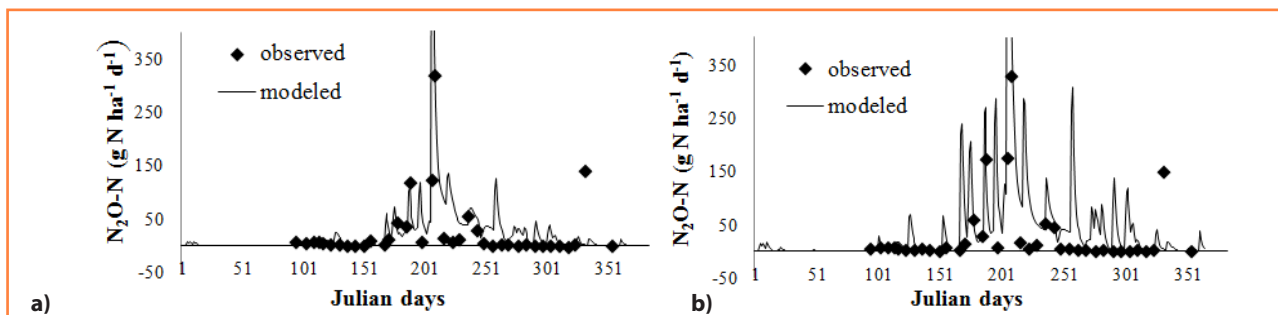 N₂O-N (g N ha⁻¹ d⁻¹)
350
250
150
50
-50
observed
modeled
1 51 101 151 201 251 301 351
Julian days
a)
N₂O-N (g N ha⁻¹ d⁻¹)
350
250
150
50
-50
observed
modeled
1 51 101 151 201 251 301 351
Julian days
b)